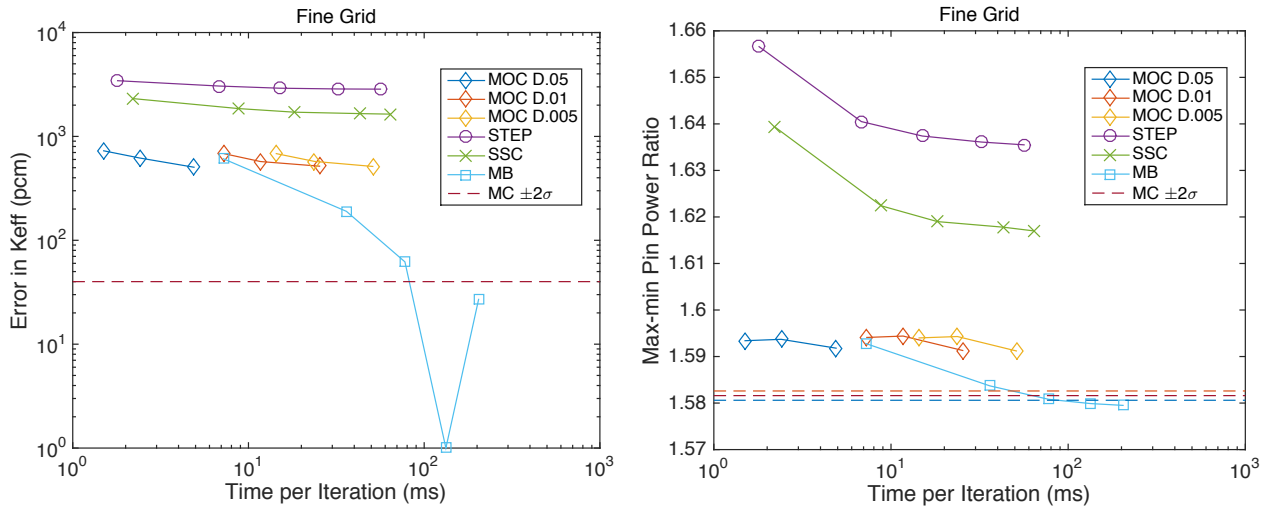 Fine Grid
10^4
10^3
10^2
10^1
10^0
Error in Keff (pcm)
10^0 10^1 10^2 10^3
Time per Iteration (ms)
MOC D.05
MOC D.01
MOC D.005
STEP
SSC
MB
MC ±2σ
Fine Grid
1.66
1.65
1.64
1.63
1.62
1.61
1.6
1.59
1.58
1.57
Max-min Pin Power Ratio
10^0 10^1 10^2 10^3
Time per Iteration (ms)
MOC D.05
MOC D.01
MOC D.005
STEP
SSC
MB
MC ±2σ